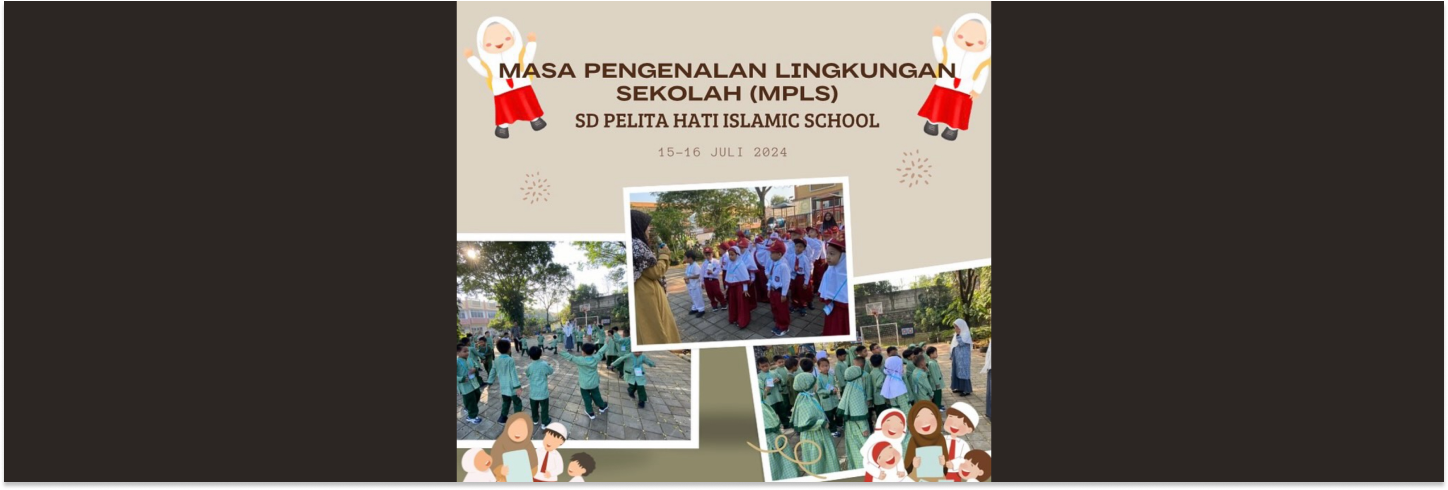 MASA PENGENALAN LINGKUNGAN
SEKOLAH (MPLS)
SD PELITA HATI ISLAMIC SCHOOL
15-16 JULI 2024